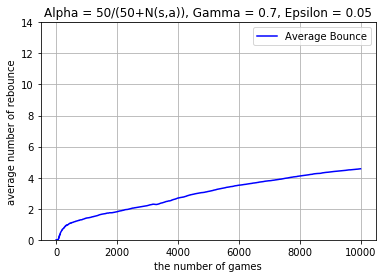 Alpha = 50/(50+N(s,a)), Gamma = 0.7, Epsilon = 0.05
Average Bounce
average number of rebounce
14
12
10
8
6
4
2
0
0 2000 4000 6000 8000 10000
the number of games